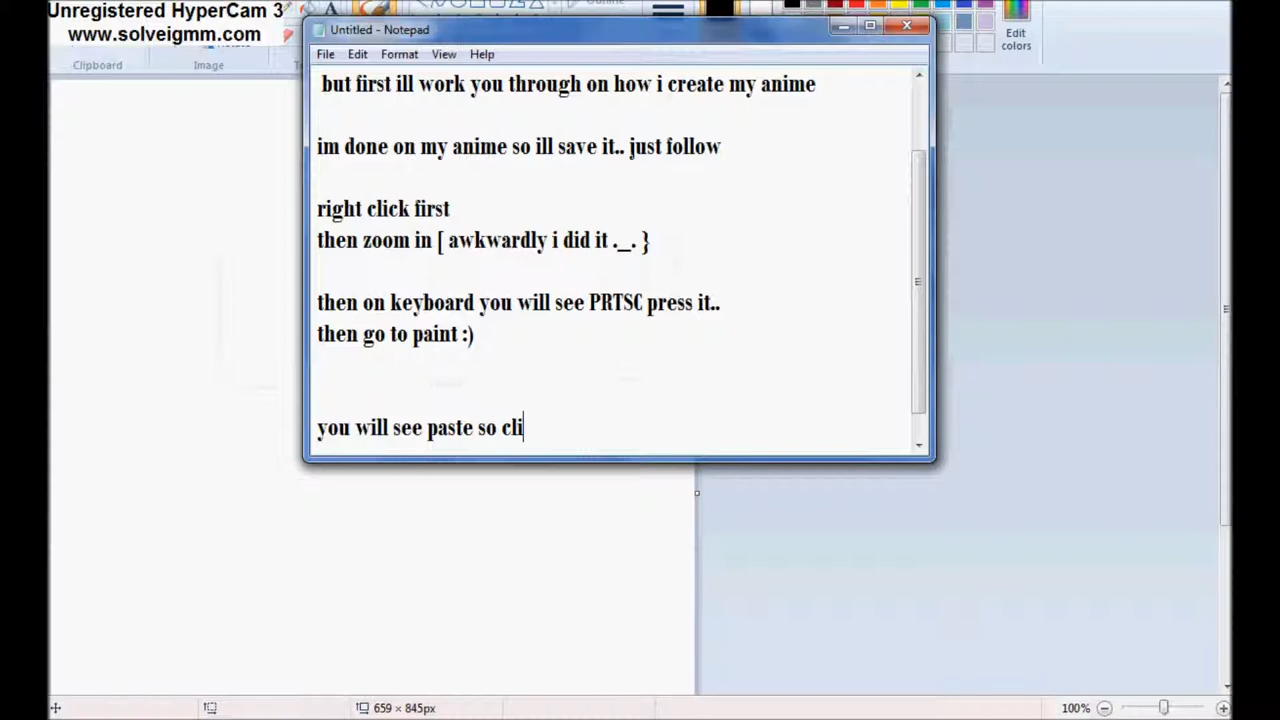 Unregistered HyperCam 3
www.solveigmm.com
Clipboard
Image
Edit
colors
Untitled - Notepad
File Edit Format View Help
but first ill work you through on how i create my anime
im done on my anime so ill save it.. just follow
right click first
then zoom in [ awkwardly i did it ._. }
then on keyboard you will see PRTSC press it..
then go to paint :)
you will see paste so cli
659 × 845px
100%